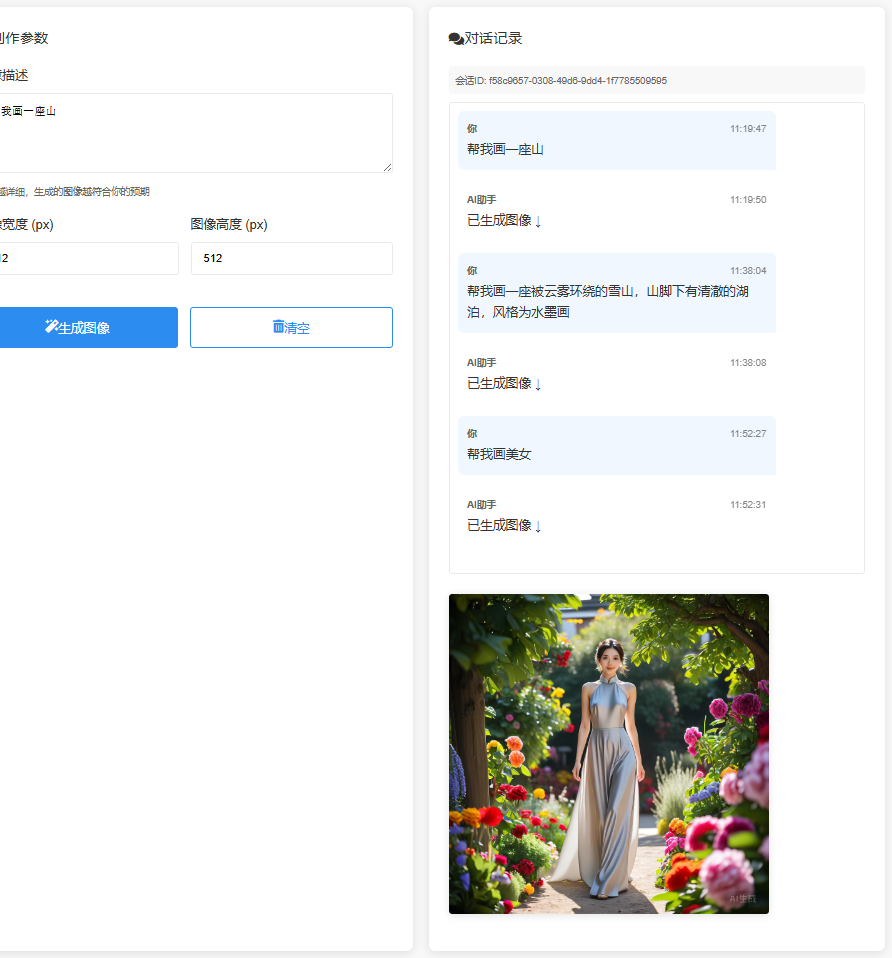 创作参数
描述
我画一座山
越详细，生成的图像越符合你的预期
宽度 (px)
图像高度 (px)
512
生成图像
清空
对话记录
会话ID: f58c9657-0308-49d6-9dd4-1f7785509595
你
11:19:47
帮我画一座山
AI助手
11:19:50
已生成图像 ↓
你
11:38:04
帮我画一座被云雾环绕的雪山，山脚下有清澈的湖
泊，风格为水墨画
AI助手
11:38:08
已生成图像 ↓
你
11:52:27
帮我画美女
AI助手
11:52:31
已生成图像 ↓
AI生成